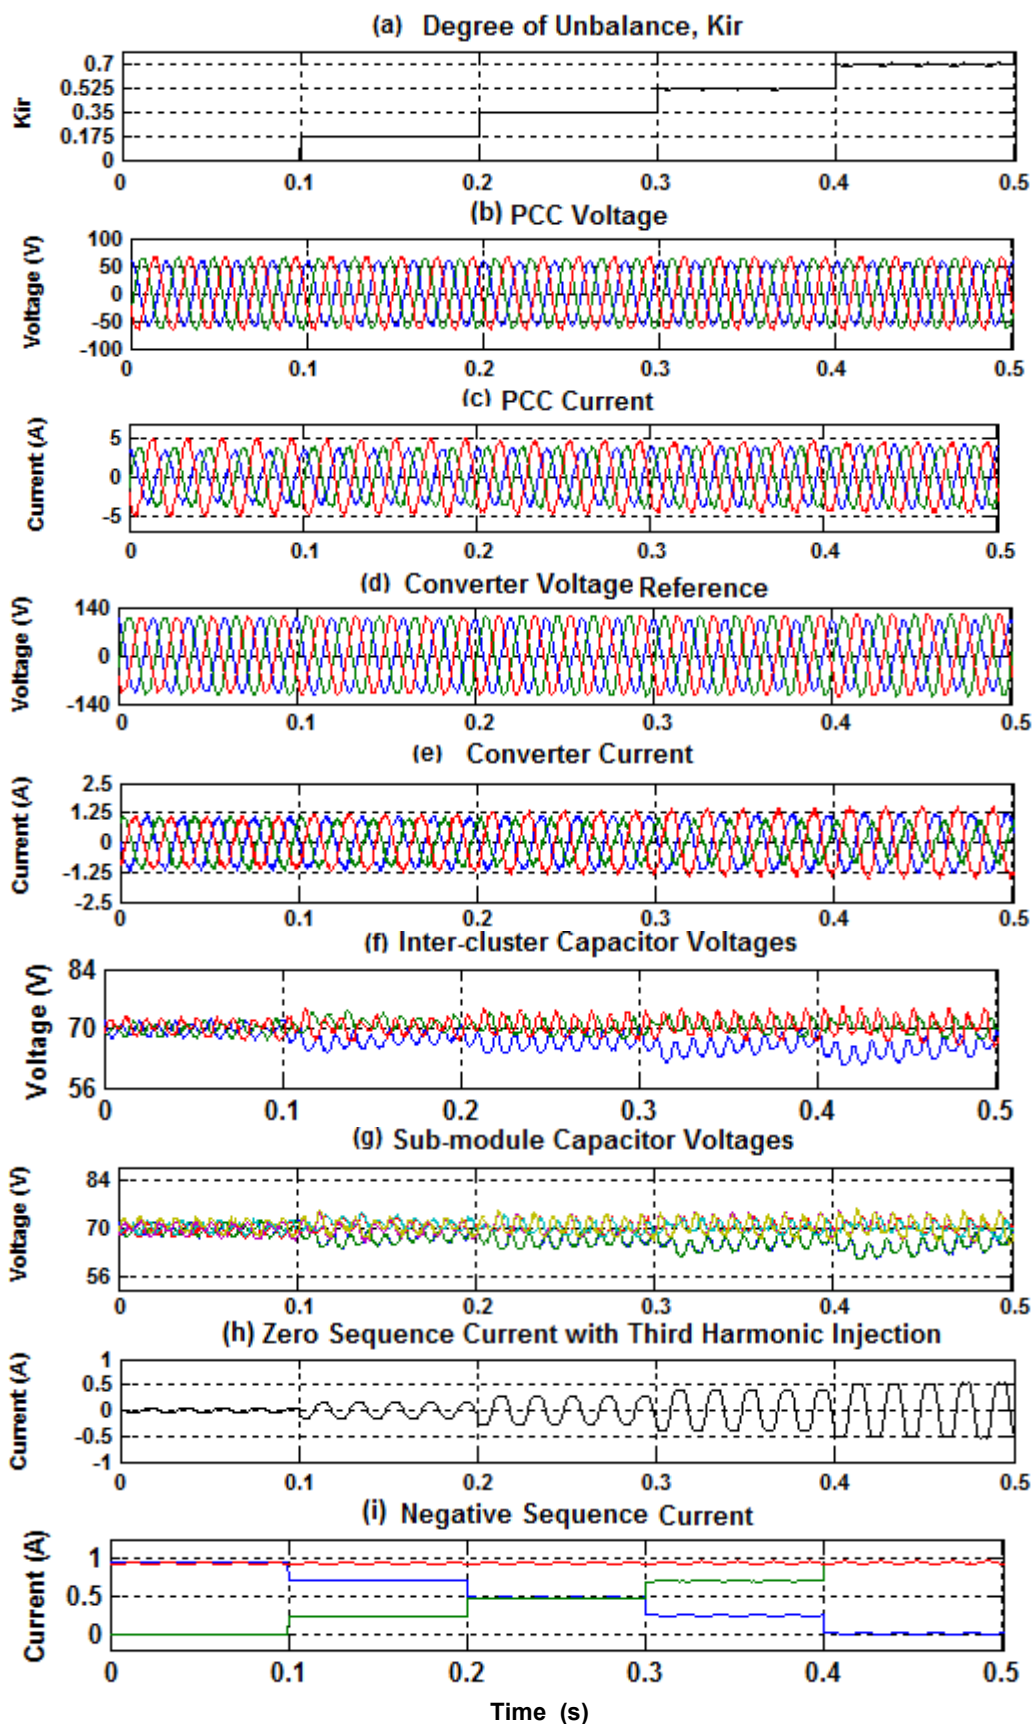 (a) Degree of Unbalance, Kir
Kir
0.7
0.525
0.35
0.175
0
0 0.1 0.2 0.3 0.4 0.5
(b) PCC Voltage
Voltage (V)
100
50
0
-50
-100
0 0.1 0.2 0.3 0.4 0.5
(c) PCC Current
Current (A)
5
0
-5
0 0.1 0.2 0.3 0.4 0.5
(d) Converter Voltage Reference
Voltage (V)
140
0
-140
0 0.1 0.2 0.3 0.4 0.5
(e) Converter Current
Current (A)
2.5
1.25
0
-1.25
-2.5
0 0.1 0.2 0.3 0.4 0.5
(f) Inter-cluster Capacitor Voltages
Voltage (V)
84
70
56
0 0.1 0.2 0.3 0.4 0.5
(g) Sub-module Capacitor Voltages
Voltage (V)
84
70
56
0 0.1 0.2 0.3 0.4 0.5
(h) Zero Sequence Current with Third Harmonic Injection
Current (A)
1
0.5
0
-0.5
-1
0 0.1 0.2 0.3 0.4 0.5
(i) Negative Sequence Current
Current (A)
1
0.5
0
0 0.1 0.2 0.3 0.4 0.5
Time (s)